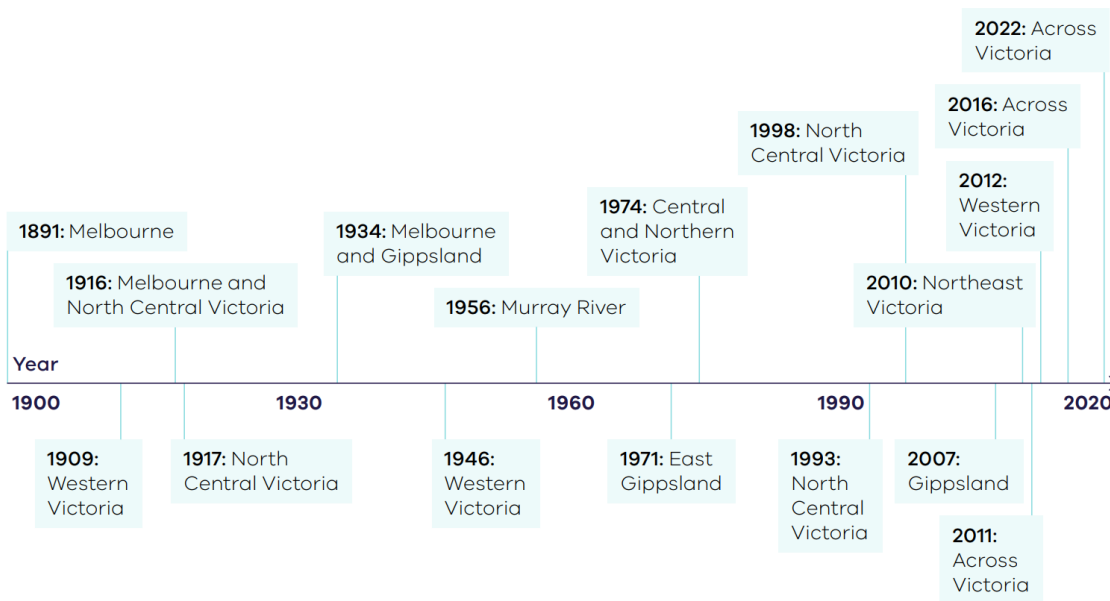 2022: Across
Victoria
2016: Across
Victoria
1998: North
Central Victoria
2012:
Western
Victoria
1974: Central
and Northern
Victoria
1891: Melbourne
1934: Melbourne
and Gippsland
1916: Melbourne and
North Central Victoria
2010: Northeast
Victoria
1956: Murray River
Year
1900
1930
1960
1990
2020
1909:
Western
Victoria
1917: North
Central Victoria
1946:
Western
Victoria
1971: East
Gippsland
1993:
North
Central
Victoria
2007:
Gippsland
2011:
Across
Victoria